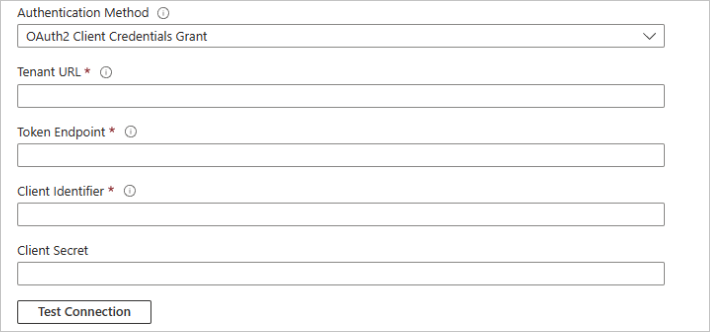 Authentication Method
OAuth2 Client Credentials Grant
Tenant URL *
Token Endpoint *
Client Identifier *
Client Secret
Test Connection